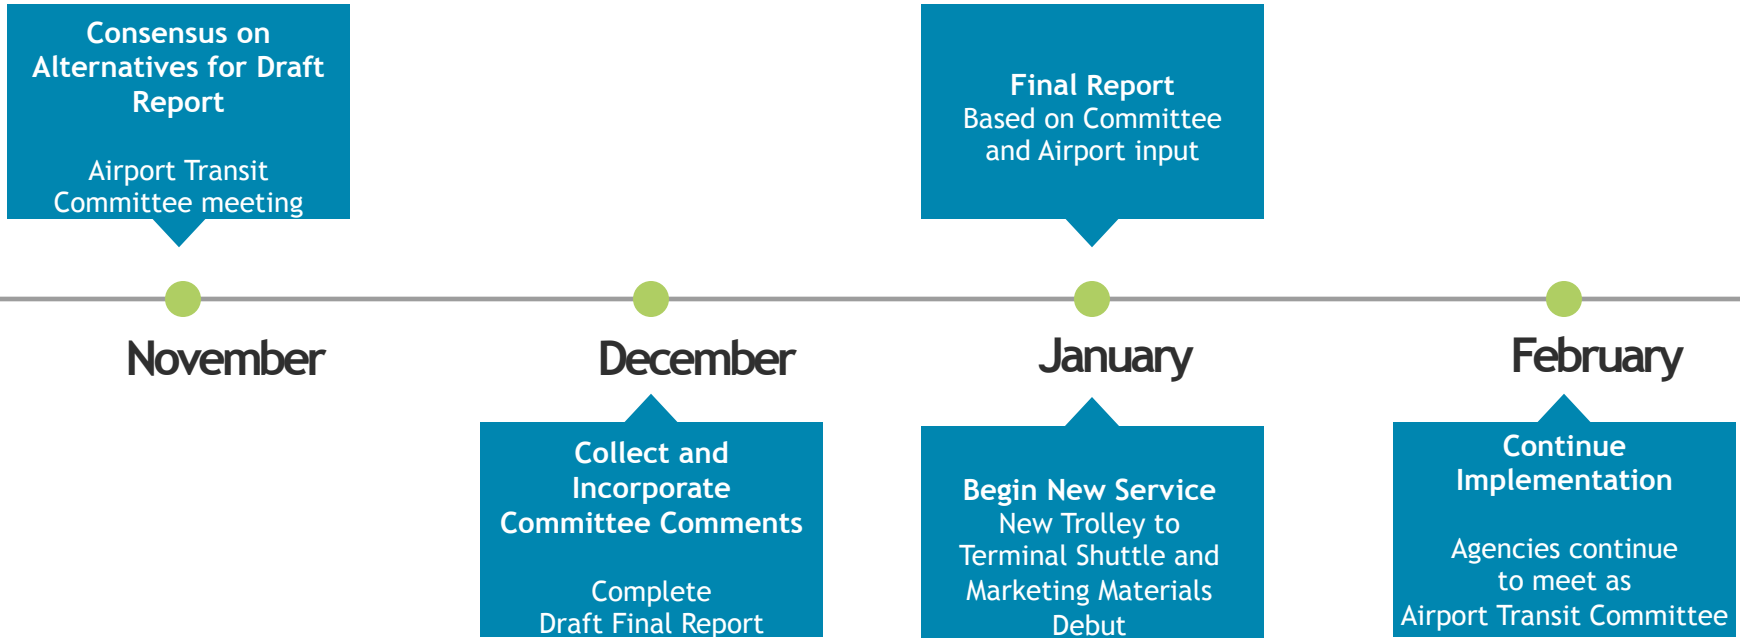 Consensus on
Alternatives for Draft
Report
Airport Transit
Committee meeting
Final Report
Based on Committee
and Airport input
November
December
January
February
Collect and
Incorporate
Committee Comments
Complete
Draft Final Report
Begin New Service
New Trolley to
Terminal Shuttle and
Marketing Materials
Debut
Continue
Implementation
Agencies continue
to meet as
Airport Transit Committee